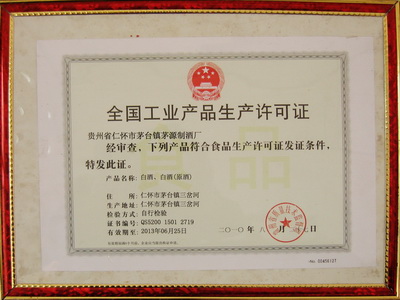 全国工业产品生产许可证
贵州省仁怀市茅台镇茅源制酒厂
经审查，下列产品符合食品生产许可证发证条件，
特发此证。
产品名称： 白酒、白酒(原酒)
住 所： 仁怀市茅台镇三岔河
生产地址： 仁怀市茅台镇三岔河
检验方式： 自行检验
证书编号： QS5200 1501 2719
有效期至： 2013年06月25日
二〇一〇年八月 日